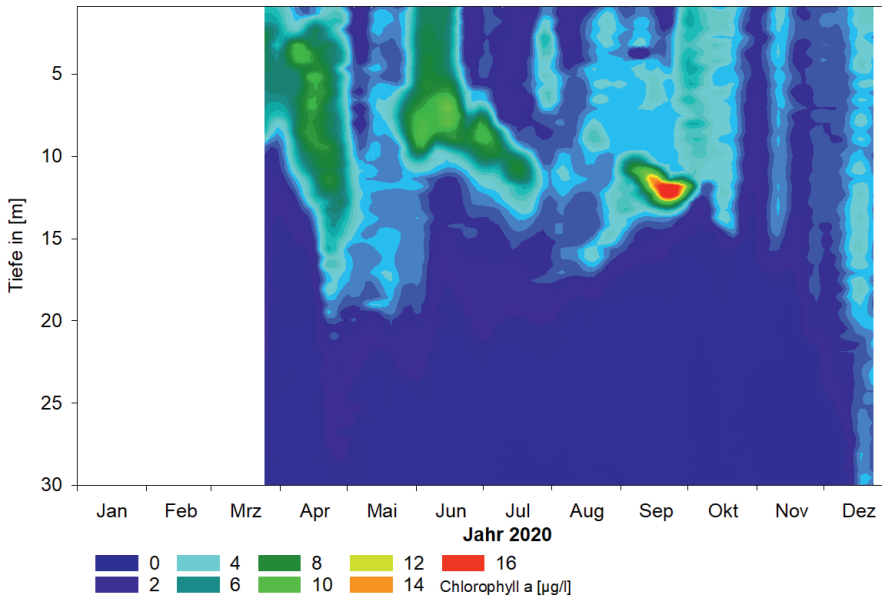 5
10
15
20
25
30
Tiefe in [m]
Jan Feb Mrz Apr Mai Jun Jul Aug Sep Okt Nov Dez
Jahr 2020
0 4 8 12 16
2 6 10 14 Chlorophyll a [µg/l]